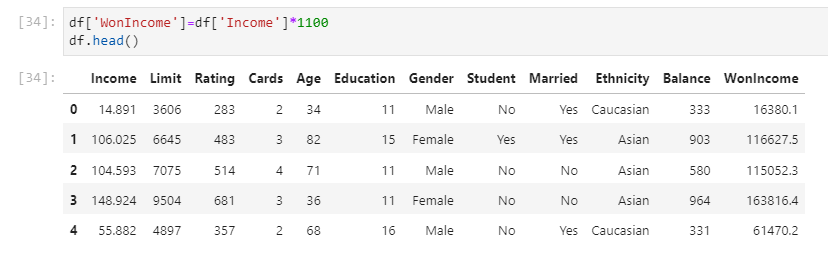 [34]: df['WonIncome']=df['Income']*1100
df.head()
[34]: Income Limit Rating Cards Age Education Gender Student Married Ethnicity Balance WonIncome
0 14.891 3606 283 2 34 11 Male No Yes Caucasian 333 16380.1
1 106.025 6645 483 3 82 15 Female Yes Yes Asian 903 116627.5
2 104.593 7075 514 4 71 11 Male No No Asian 580 115052.3
3 148.924 9504 681 3 36 11 Female No No Asian 964 163816.4
4 55.882 4897 357 2 68 16 Male No Yes Caucasian 331 61470.2